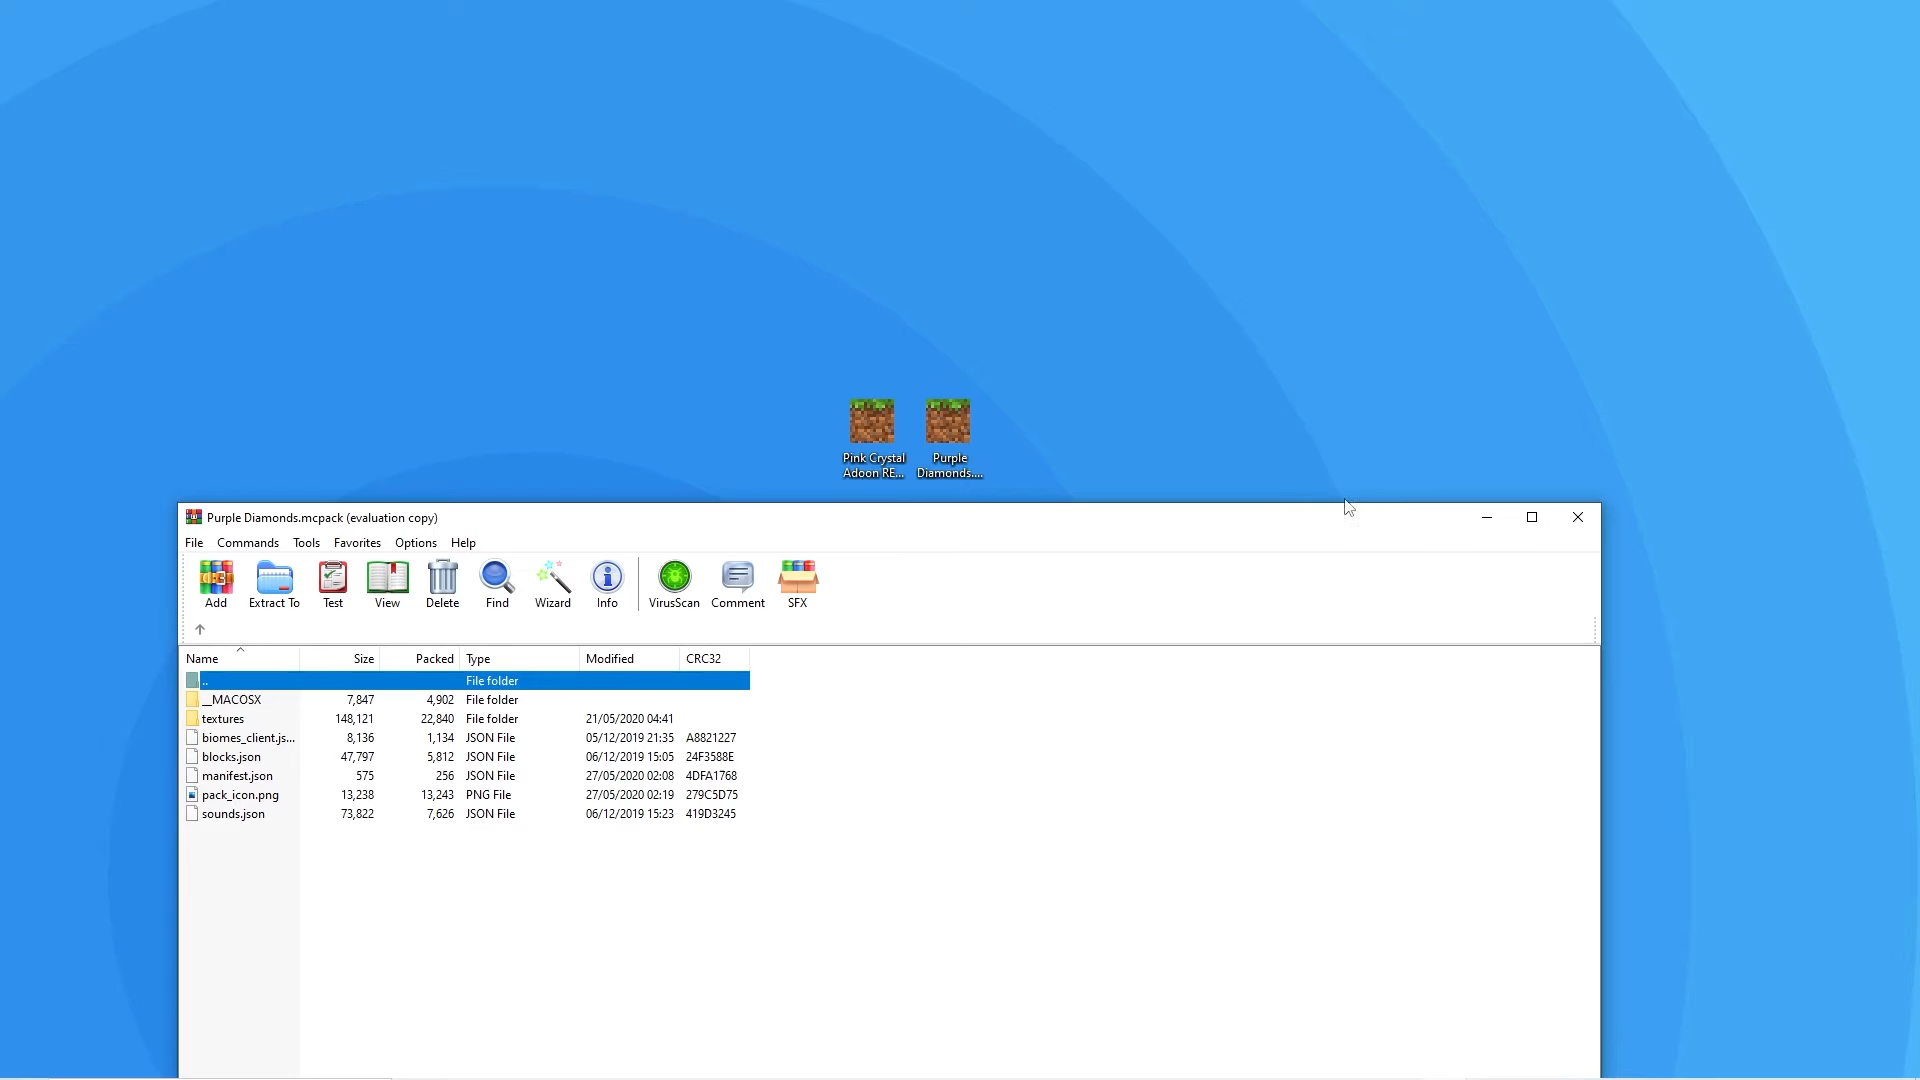 Pink Crystal
Adoon RE...
Purple
Diamonds....
Purple Diamonds.mcpack (evaluation copy)
File Commands Tools Favorites Options Help
Add Extract To Test View Delete Find Wizard Info VirusScan Comment SFX
Name Size Packed Type Modified CRC32
.. File folder
__MACOSX 7,847 4,902 File folder
textures 148,121 22,840 File folder 21/05/2020 04:41
biomes_client.js... 8,136 1,134 JSON File 05/12/2019 21:35 A8821227
blocks.json 47,797 5,812 JSON File 06/12/2019 15:05 24F3588E
manifest.json 575 256 JSON File 27/05/2020 02:08 4DFA1768
pack_icon.png 13,238 13,243 PNG File 27/05/2020 02:19 279C5D75
sounds.json 73,822 7,626 JSON File 06/12/2019 15:23 419D3245